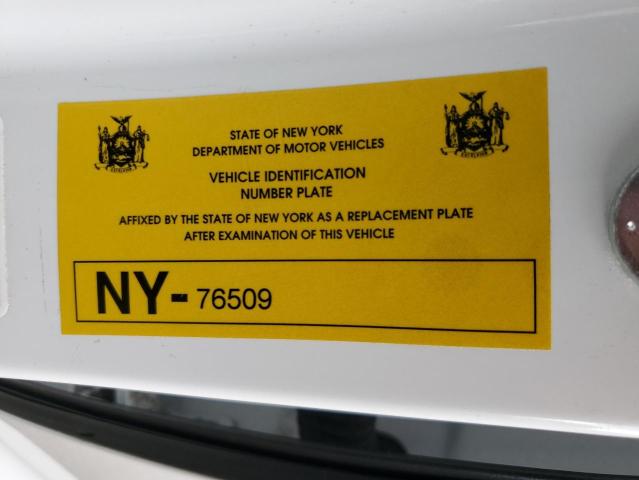 STATE OF NEW YORK
DEPARTMENT OF MOTOR VEHICLES
VEHICLE IDENTIFICATION
NUMBER PLATE
AFFIXED BY THE STATE OF NEW YORK AS A REPLACEMENT PLATE
AFTER EXAMINATION OF THIS VEHICLE
NY-76509